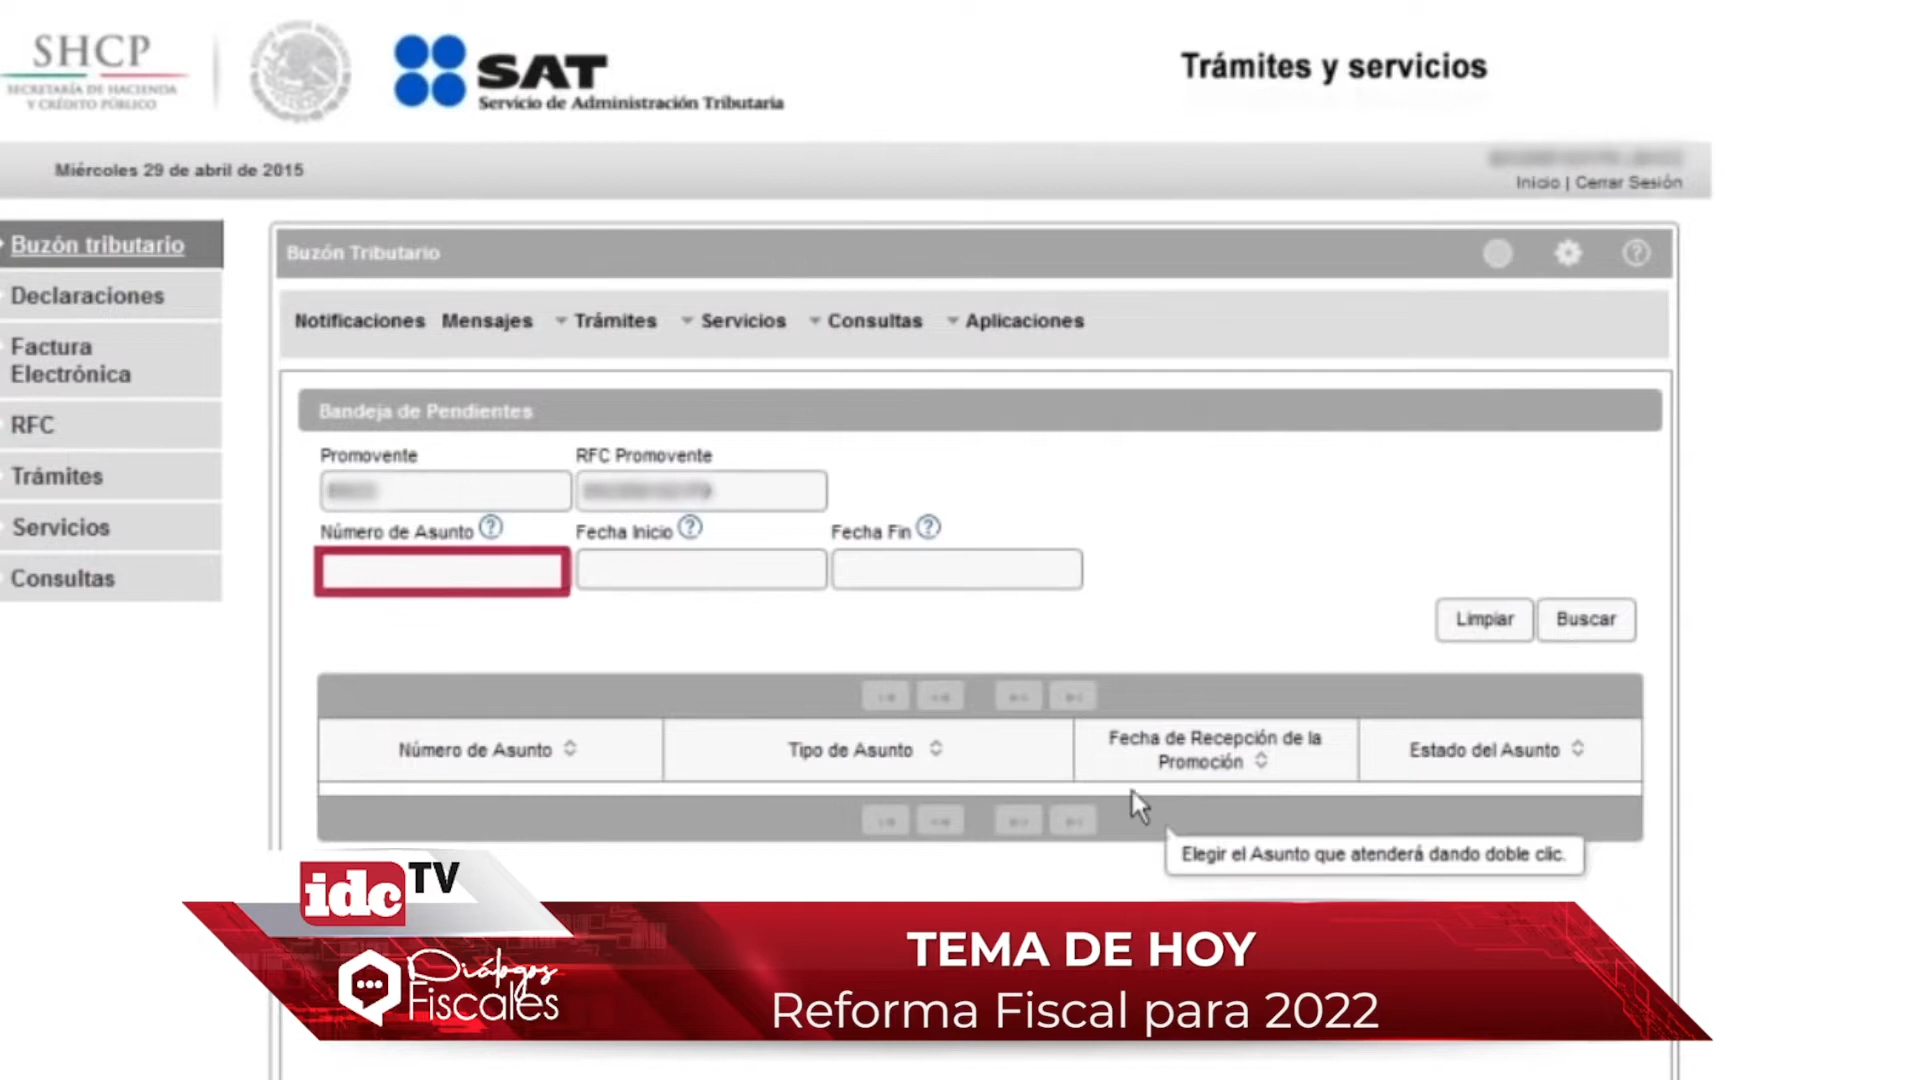 SHCP
SECRETARÍA DE HACIENDA
Y CRÉDITO PÚBLICO
SAT
Servicio de Administración Tributaria
Trámites y servicios
Miércoles 29 de abril de 2015
Inicio | Cerrar Sesión
Buzón tributario
Declaraciones
Factura
Electrónica
RFC
Trámites
Servicios
Consultas
Buzón Tributario
Notificaciones Mensajes Trámites Servicios Consultas Aplicaciones
Bandeja de Pendientes
Promovente RFC Promovente
Número de Asunto Fecha Inicio Fecha Fin
Limpiar Buscar
Número de Asunto Tipo de Asunto Fecha de Recepción de la Promoción Estado del Asunto
Elegir el Asunto que atenderá dando doble clic.
idc TV
Diálogos
Fiscales
TEMA DE HOY
Reforma Fiscal para 2022